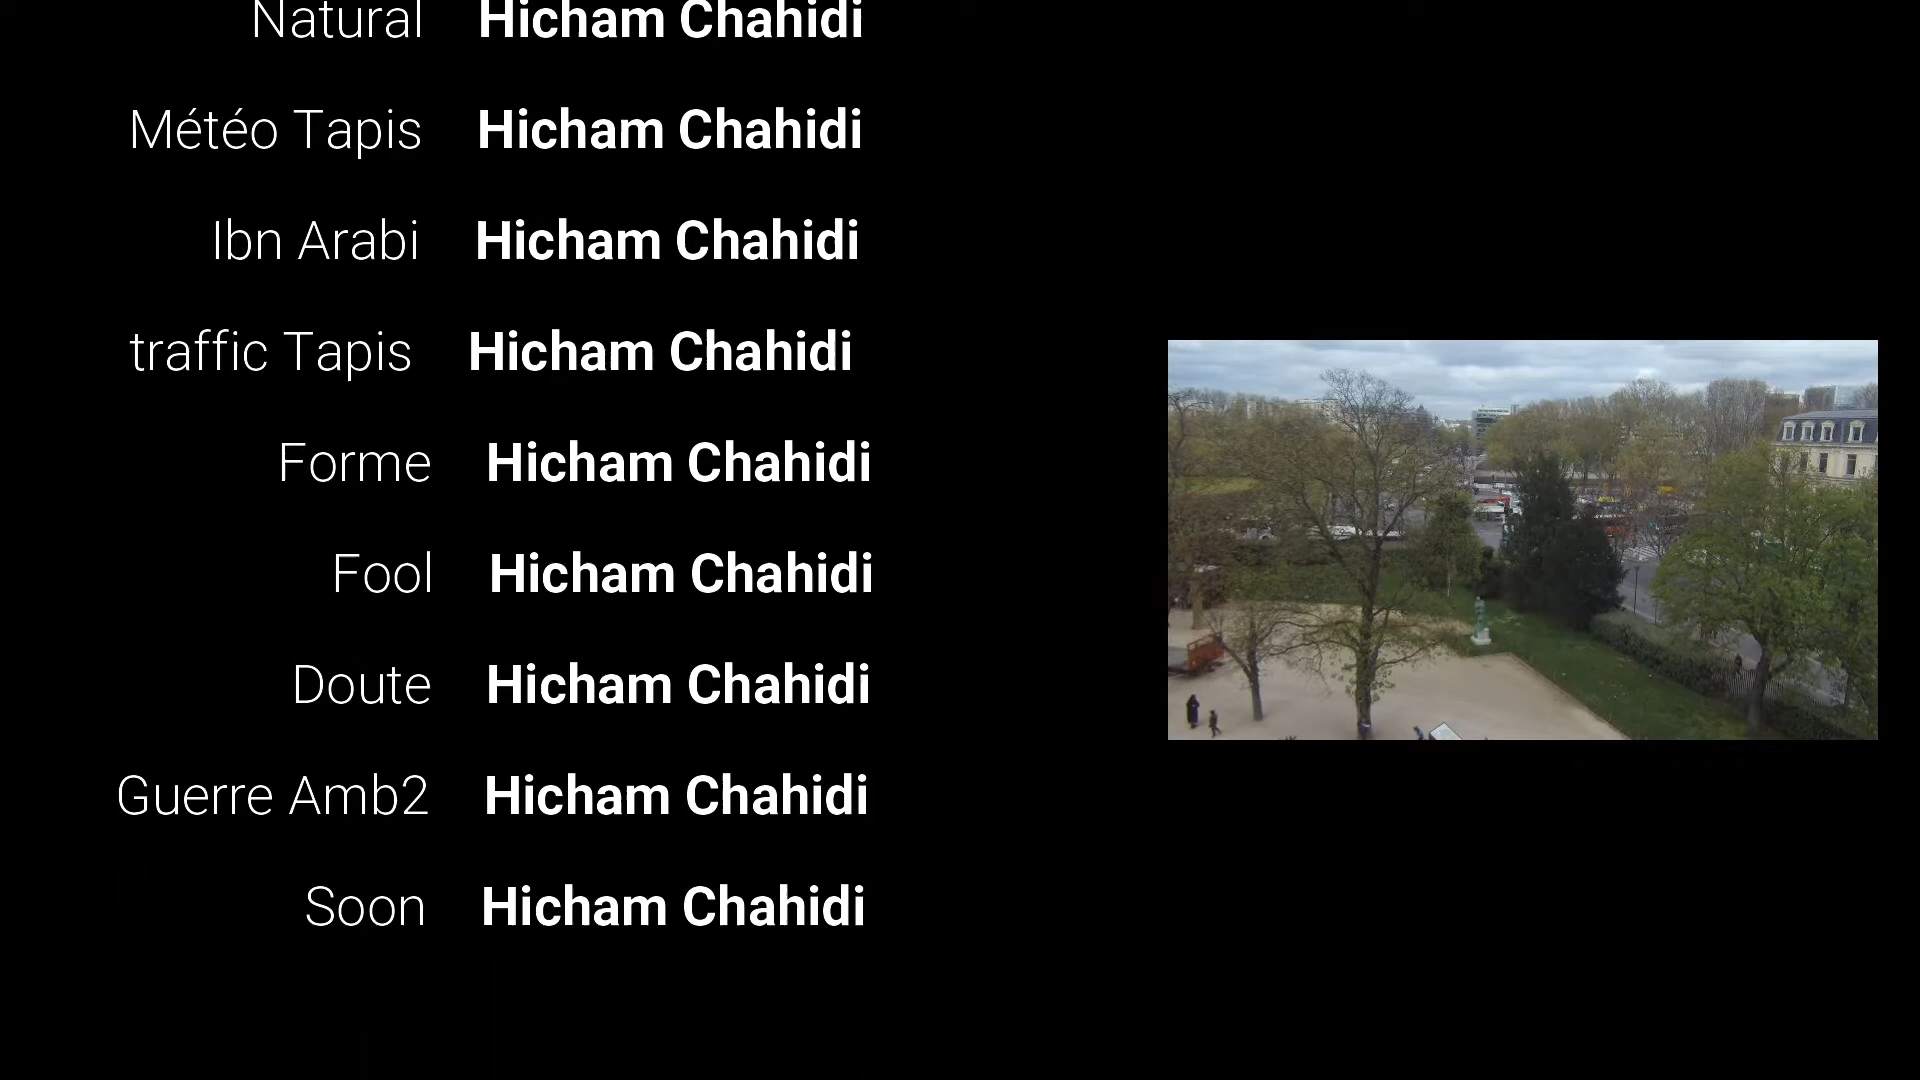 Natural Hicham Chahidi
Météo Tapis Hicham Chahidi
Ibn Arabi Hicham Chahidi
traffic Tapis Hicham Chahidi
Forme Hicham Chahidi
Fool Hicham Chahidi
Doute Hicham Chahidi
Guerre Amb2 Hicham Chahidi
Soon Hicham Chahidi